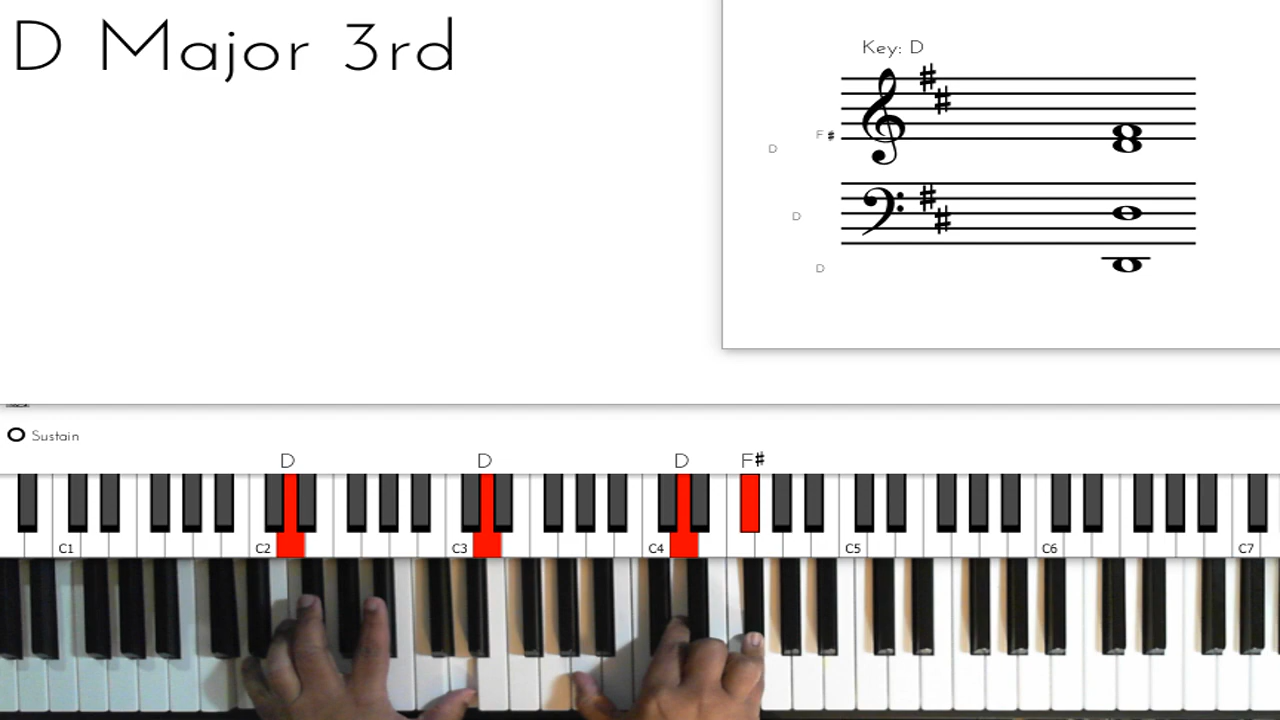 D Major 3rd
Key: D
F#
D
D
D
Sustain
D D D F#
C1 C2 C3 C4 C5 C6 C7